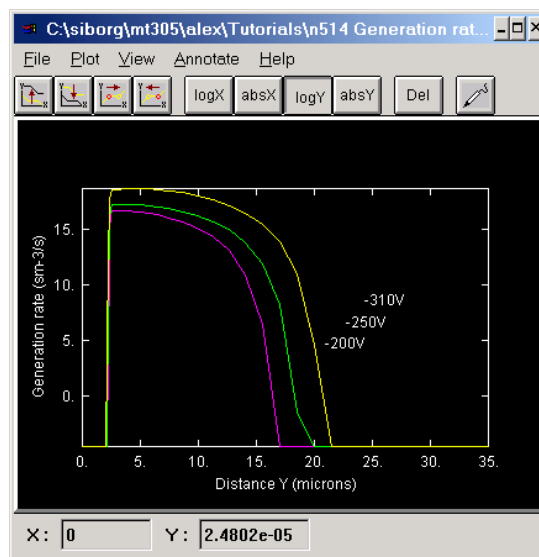 C:\siborg\mt305\alex\Tutorials\n514 Generation rat...
File Plot View Annotate Help
logX absX logY absY Del
15.
10.
5.
0.
Generation rate (sm-3/s)
-310V
-250V
-200V
0. 5. 10. 15. 20. 25. 30. 35.
Distance Y (microns)
X: 0 Y: 2.4802e-05